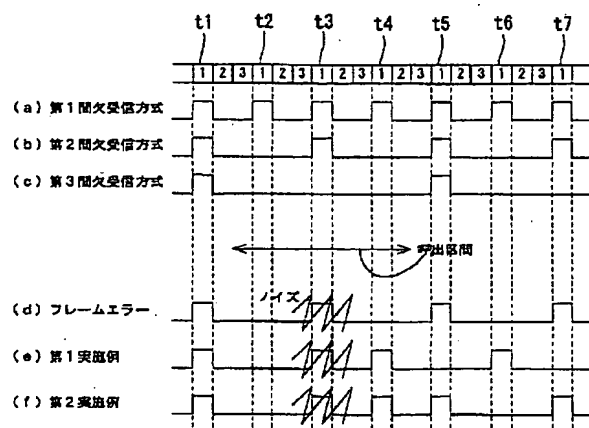 t1 t2 t3 t4 t5 t6 t7
1 2 3 1 2 3 1 2 3 1 2 3 1 2 3 1 2 3 1
(a) 第1間欠受信方式
(b) 第2間欠受信方式
(c) 第3間欠受信方式
呼出区間
(d) フレームエラー
ノイズ
(e) 第1実施例
(f) 第2実施例